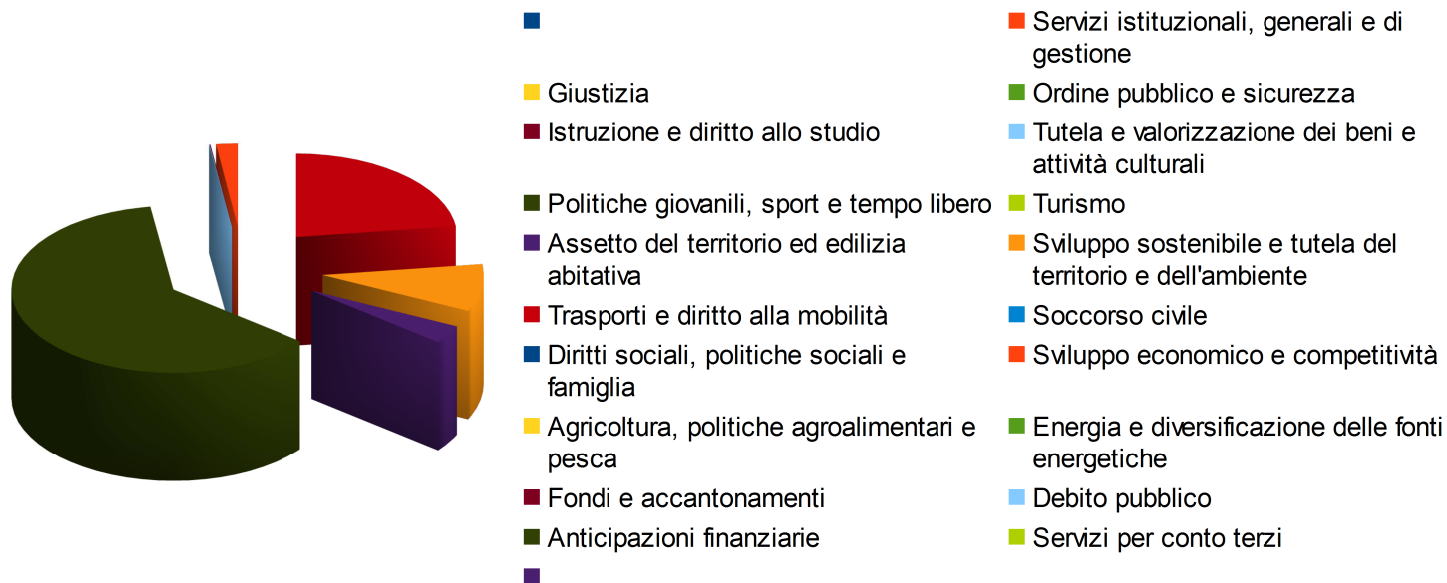 Servizi istituzionali, generali e di
gestione
Giustizia
Ordine pubblico e sicurezza
Istruzione e diritto allo studio
Tutela e valorizzazione dei beni e
attività culturali
Politiche giovanili, sport e tempo libero
Turismo
Assetto del territorio ed edilizia
abitativa
Sviluppo sostenibile e tutela del
territorio e dell'ambiente
Trasporti e diritto alla mobilità
Soccorso civile
Diritti sociali, politiche sociali e
famiglia
Sviluppo economico e competitività
Agricoltura, politiche agroalimentari e
pesca
Energia e diversificazione delle fonti
energetiche
Fondi e accantonamenti
Debito pubblico
Anticipazioni finanziarie
Servizi per conto terzi